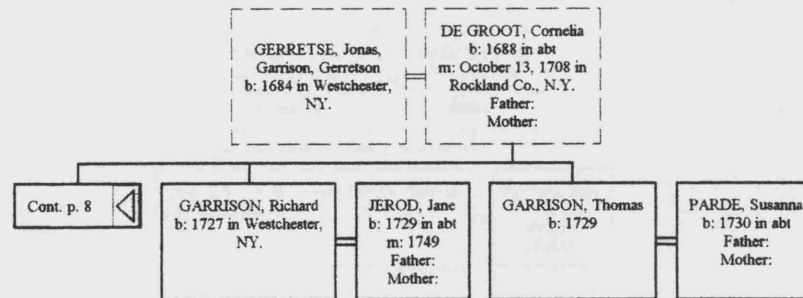 GERRETSE, Jonas,
Garrison, Gerretson
b: 1684 in Westchester,
NY.
DE GROOT, Cornelia
b: 1688 in abt
m: October 13, 1708 in
Rockland Co., N.Y.
Father:
Mother:
Cont. p. 8
GARRISON, Richard
b: 1727 in Westchester,
NY.
JEROD, Jane
b: 1729 in abt
m: 1749
Father:
Mother:
GARRISON, Thomas
b: 1729
PARDE, Susanna
b: 1730 in abt
Father:
Mother: